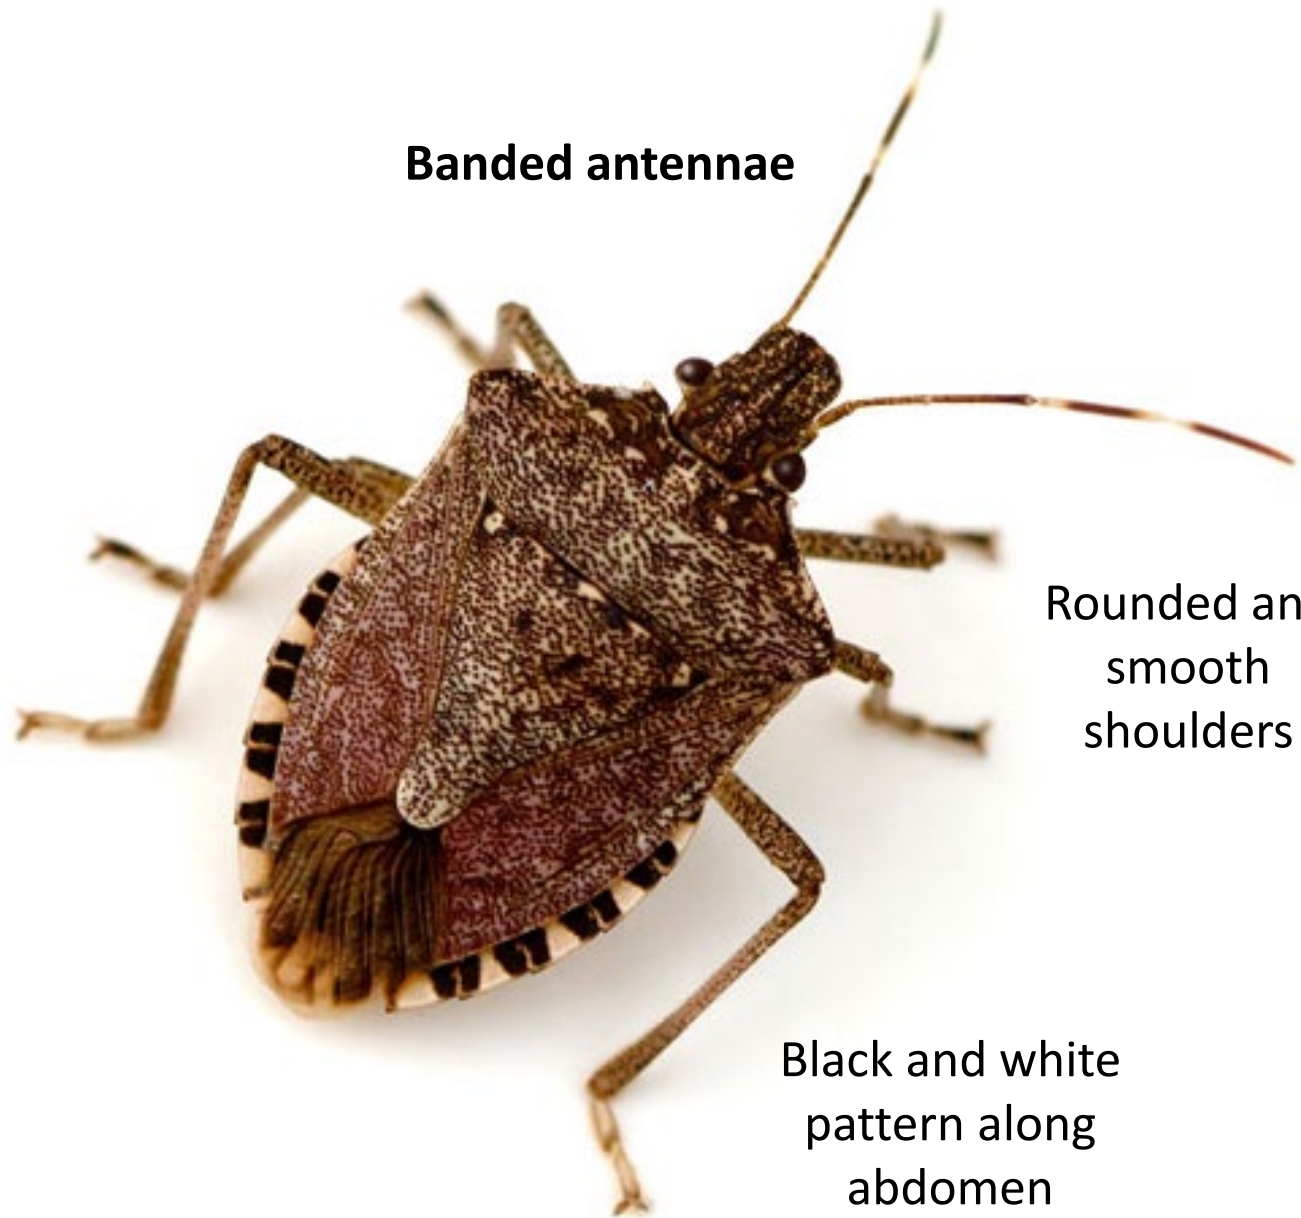 Banded antennae
Rounded an
smooth
shoulders
Black and white
pattern along
abdomen